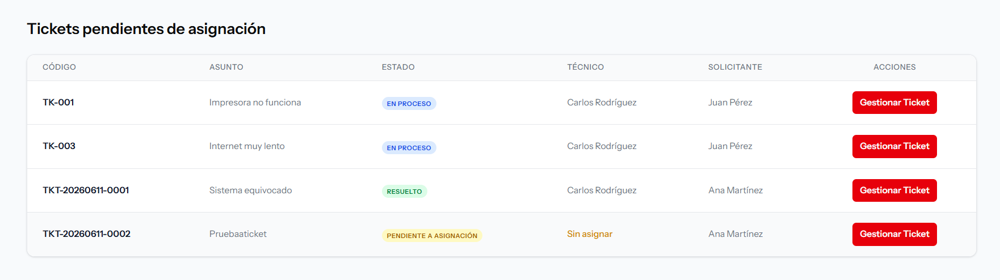 Tickets pendientes de asignación
CÓDIGO ASUNTO ESTADO TÉCNICO SOLICITANTE ACCIONES
TK-001 Impresora no funciona EN PROCESO Carlos Rodríguez Juan Pérez Gestionar Ticket
TK-003 Internet muy lento EN PROCESO Carlos Rodríguez Juan Pérez Gestionar Ticket
TKT-20260611-0001 Sistema equivocado RESUELTO Carlos Rodríguez Ana Martínez Gestionar Ticket
TKT-20260611-0002 Pruebaaticket PENDIENTE A ASIGNACIÓN Sin asignar Ana Martínez Gestionar Ticket